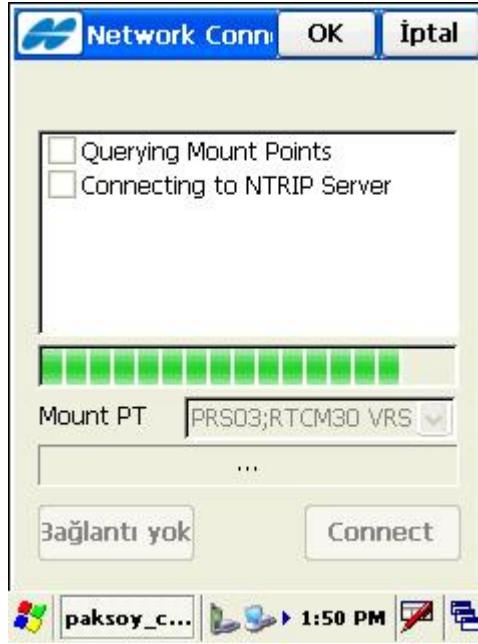 Network Conn
OK
İptal
Querying Mount Points
Connecting to NTRIP Server
Mount PT
PRS03;RTCM30 VRS
...
Bağlantı yok
Connect
paksoy_c...
1:50 PM